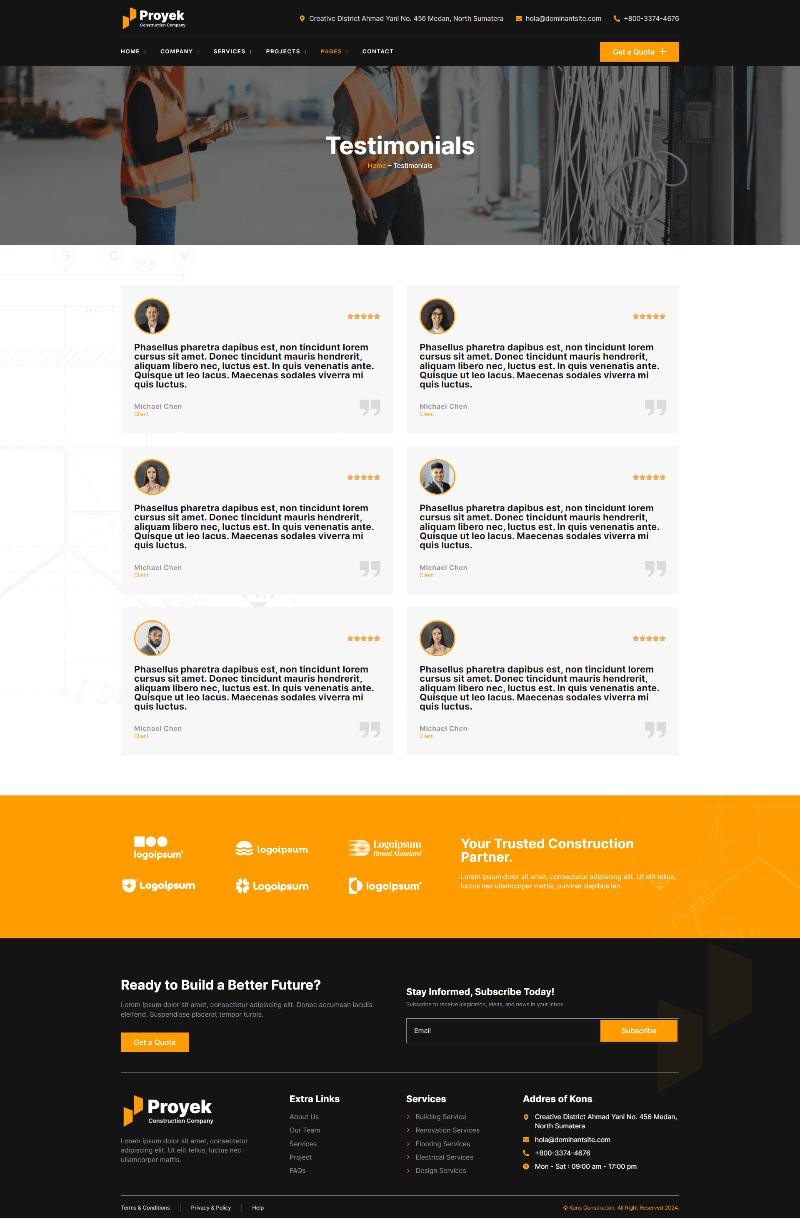 Proyek
Construction Company
Creative District Ahmad Yani No. 456 Medan, North Sumatera
hola@dominantsite.com
+800-3374-4676
HOME
COMPANY
SERVICES
PROJECTS
PAGES
CONTACT
Get a Quote
Testimonials
Home – Testimonials
Phasellus pharetra dapibus est, non tincidunt lorem
cursus sit amet. Donec tincidunt mauris hendrerit,
aliquam libero nec, luctus est. In quis venenatis ante.
Quisque ut leo lacus. Maecenas sodales viverra mi
quis luctus.
Michael Chen
Client
Phasellus pharetra dapibus est, non tincidunt lorem
cursus sit amet. Donec tincidunt mauris hendrerit,
aliquam libero nec, luctus est. In quis venenatis ante.
Quisque ut leo lacus. Maecenas sodales viverra mi
quis luctus.
Michael Chen
Client
Phasellus pharetra dapibus est, non tincidunt lorem
cursus sit amet. Donec tincidunt mauris hendrerit,
aliquam libero nec, luctus est. In quis venenatis ante.
Quisque ut leo lacus. Maecenas sodales viverra mi
quis luctus.
Michael Chen
Client
Phasellus pharetra dapibus est, non tincidunt lorem
cursus sit amet. Donec tincidunt mauris hendrerit,
aliquam libero nec, luctus est. In quis venenatis ante.
Quisque ut leo lacus. Maecenas sodales viverra mi
quis luctus.
Michael Chen
Client
Phasellus pharetra dapibus est, non tincidunt lorem
cursus sit amet. Donec tincidunt mauris hendrerit,
aliquam libero nec, luctus est. In quis venenatis ante.
Quisque ut leo lacus. Maecenas sodales viverra mi
quis luctus.
Michael Chen
Client
Phasellus pharetra dapibus est, non tincidunt lorem
cursus sit amet. Donec tincidunt mauris hendrerit,
aliquam libero nec, luctus est. In quis venenatis ante.
Quisque ut leo lacus. Maecenas sodales viverra mi
quis luctus.
Michael Chen
Client
logoipsum
logoipsum
Logoipsum
Brand Standard
Logoipsum
Logoipsum
logoipsum
Your Trusted Construction
Partner.
Lorem ipsum dolor sit amet, consectetur adipiscing elit. Ut elit tellus,
luctus nec ullamcorper mattis, pulvinar dapibus leo.
Ready to Build a Better Future?
Lorem ipsum dolor sit amet, consectetur adipiscing elit. Donec accumsan iaculis
eleifend. Suspendisse placerat tempor turpis.
Get a Quote
Stay Informed, Subscribe Today!
Subscribe to receive inspiration, ideas, and news in your inbox.
Email
Subscribe
Proyek
Construction Company
Lorem ipsum dolor sit amet, consectetur
adipiscing elit. Ut elit tellus, luctus nec
ullamcorper mattis.
Extra Links
About Us
Our Team
Services
Project
FAQs
Services
Building Service
Renovation Services
Flooring Services
Electrical Services
Design Services
Addres of Kons
Creative District Ahmad Yani No. 456 Medan,
North Sumatera
hola@dominantsite.com
+800-3374-4676
Mon - Sat : 09:00 am - 17:00 pm
Terms & Conditions
Privacy & Policy
Help
© Kons Constructon. All Right Reserved 2024.